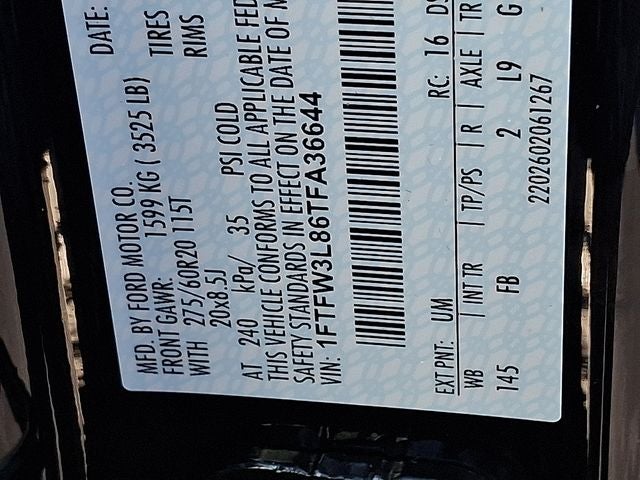 MFD. BY FORD MOTOR CO.
DATE:
FRONT GAWR: 1599 KG ( 3525 LB)
WITH 275/60R20 115T TIRES
20x8.5J RIMS
AT 240 kPa/ 35 PSI COLD
THIS VEHICLE CONFORMS TO ALL APPLICABLE FED
SAFETY STANDARDS IN EFFECT ON THE DATE OF M
VIN: 1FTFW3L86TFA36644
EXT PNT: UM RC: 16 DS
WB | INT TR | TP/PS | R | AXLE | TR
145 FB 2 L9 G
2202602061267